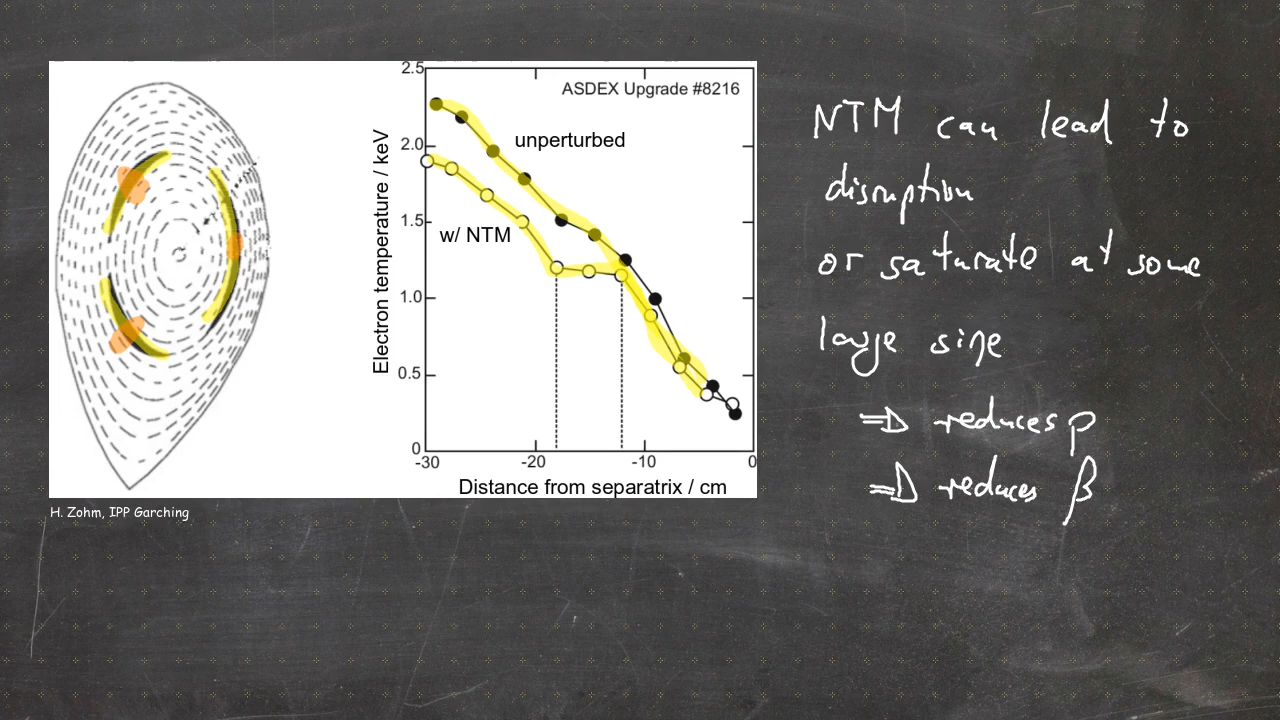 2.5
ASDEX Upgrade #8216
unperturbed
2.0
1.5
w/ NTM
1.0
0.5
0
-30
-20
-10
0
Electron temperature / keV
Distance from separatrix / cm
H. Zohm, IPP Garching
NTM can lead to
disruption
or saturate at some
large size
⇒ reduces p
⇒ reduces β